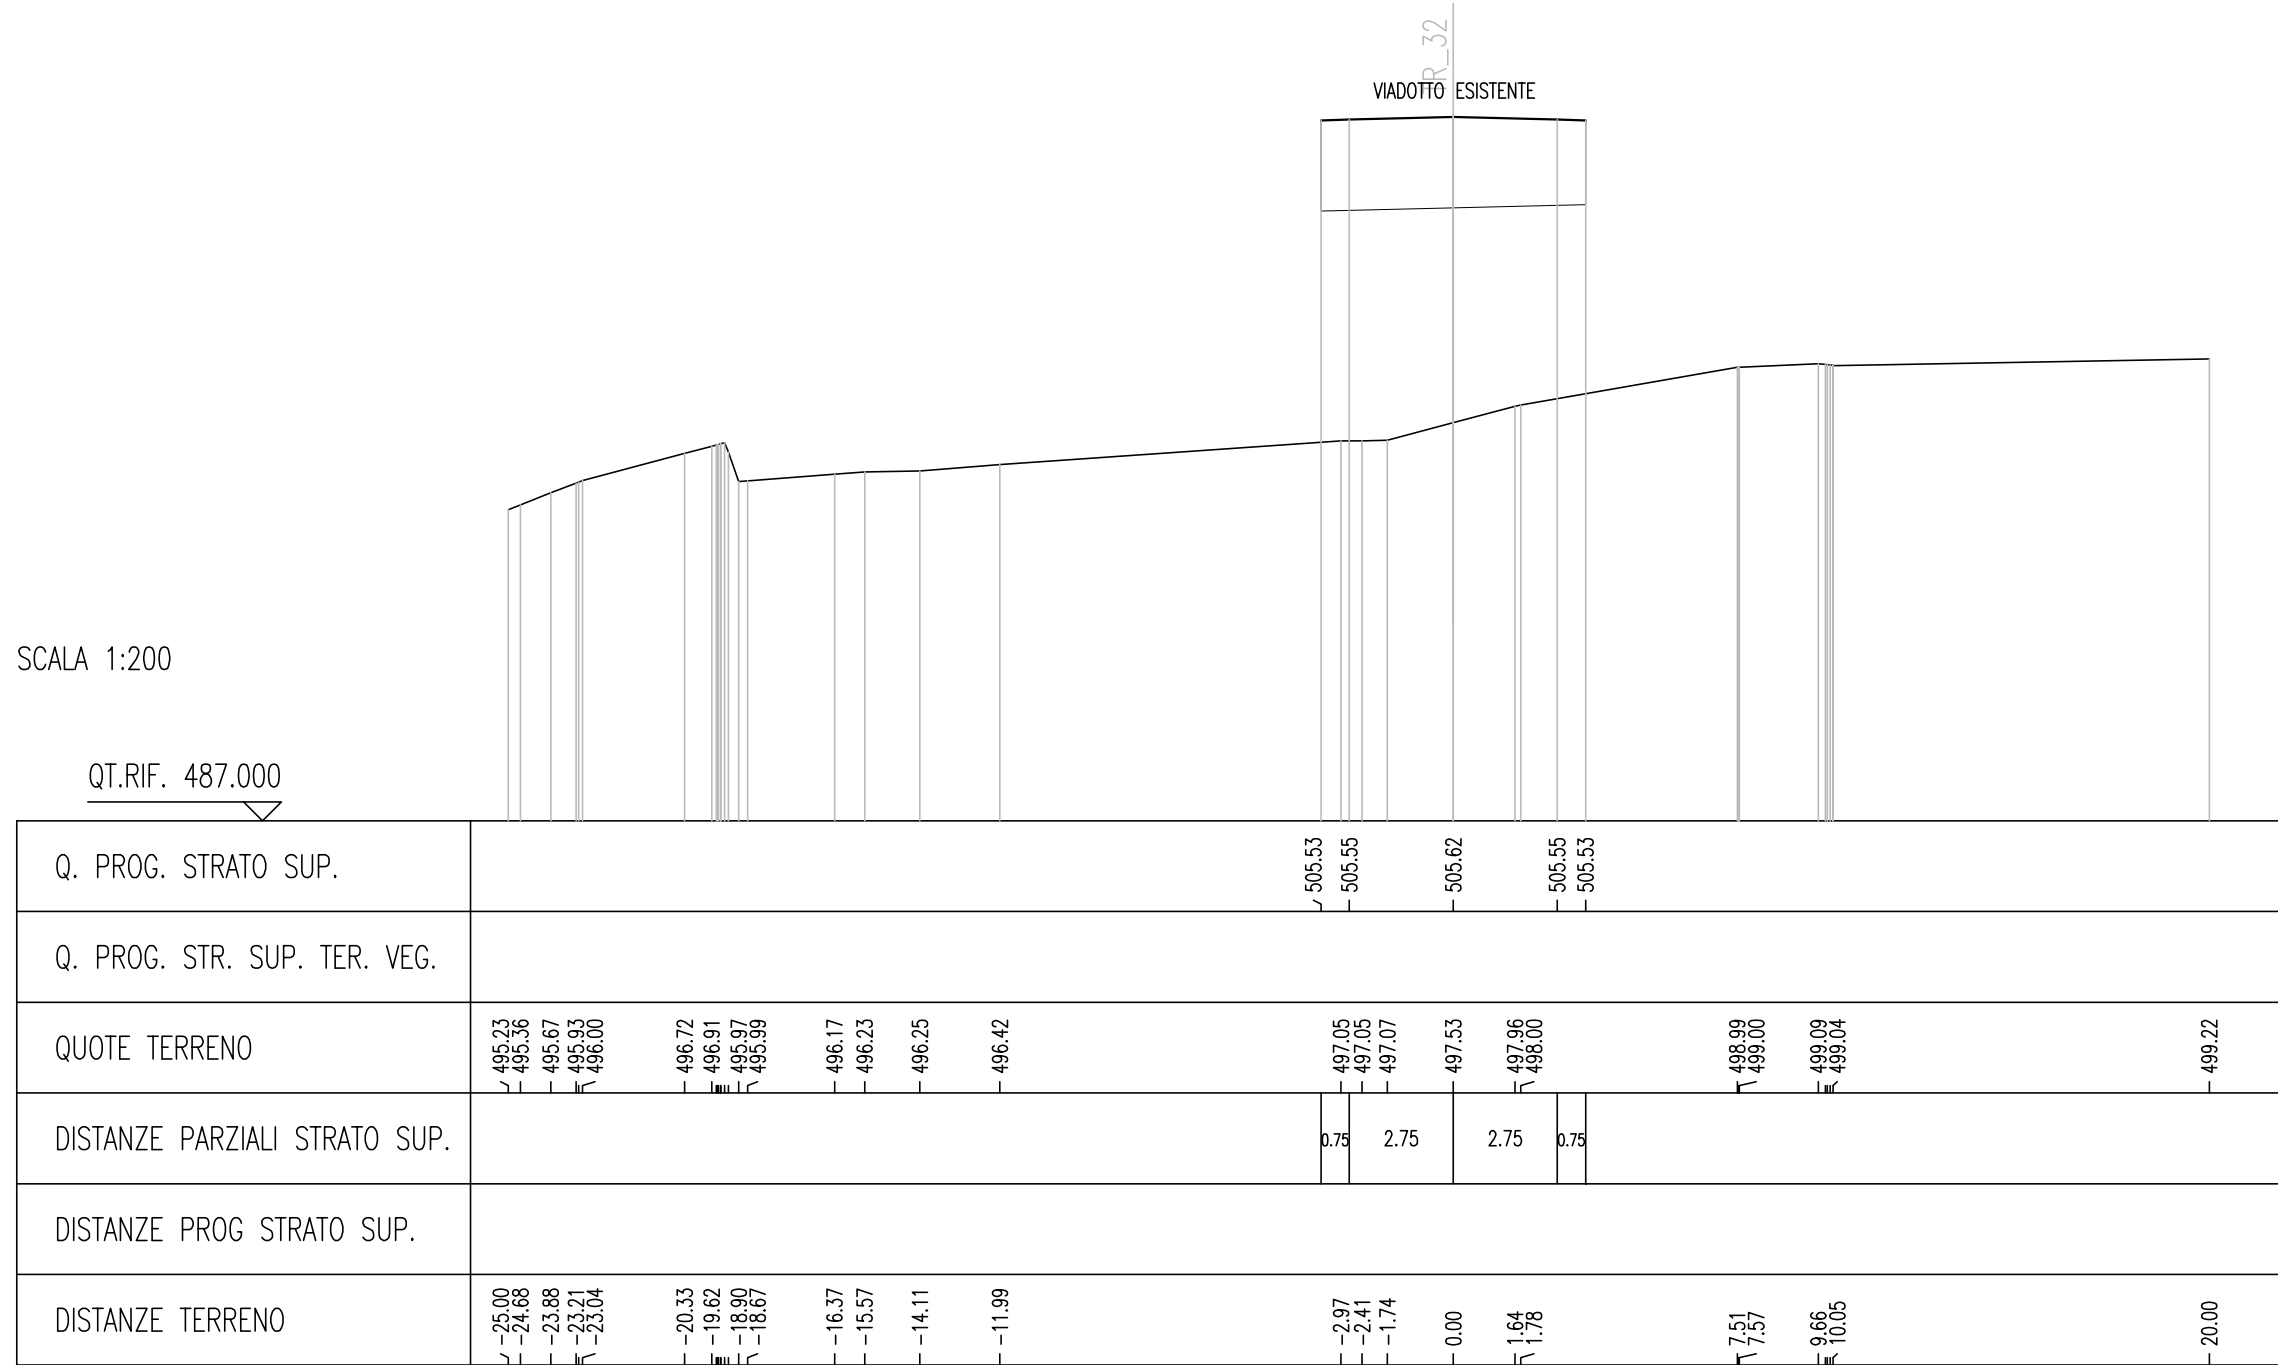 R_32
VIADOTTO ESISTENTE
SCALA 1:200
QT.RIF. 487.000
Q. PROG. STRATO SUP.
505.53 505.55 505.62 505.55 505.53
Q. PROG. STR. SUP. TER. VEG.
QUOTE TERRENO
495.23 495.36 495.67 495.93 496.00 496.72 496.91 495.97 495.99 496.17 496.23 496.25 496.42 497.05 497.05 497.07 497.53 497.96 498.00 498.99 499.00 499.09 499.04 499.22
DISTANZE PARZIALI STRATO SUP.
0.75 2.75 2.75 0.75
DISTANZE PROG STRATO SUP.
DISTANZE TERRENO
-25.00 -24.68 -23.88 -23.21 -23.04 -20.33 -19.62 -18.90 -18.67 -16.37 -15.57 -14.11 -11.99 -2.97 -2.41 -1.74 0.00 1.64 1.78 7.51 7.57 9.66 10.05 20.00